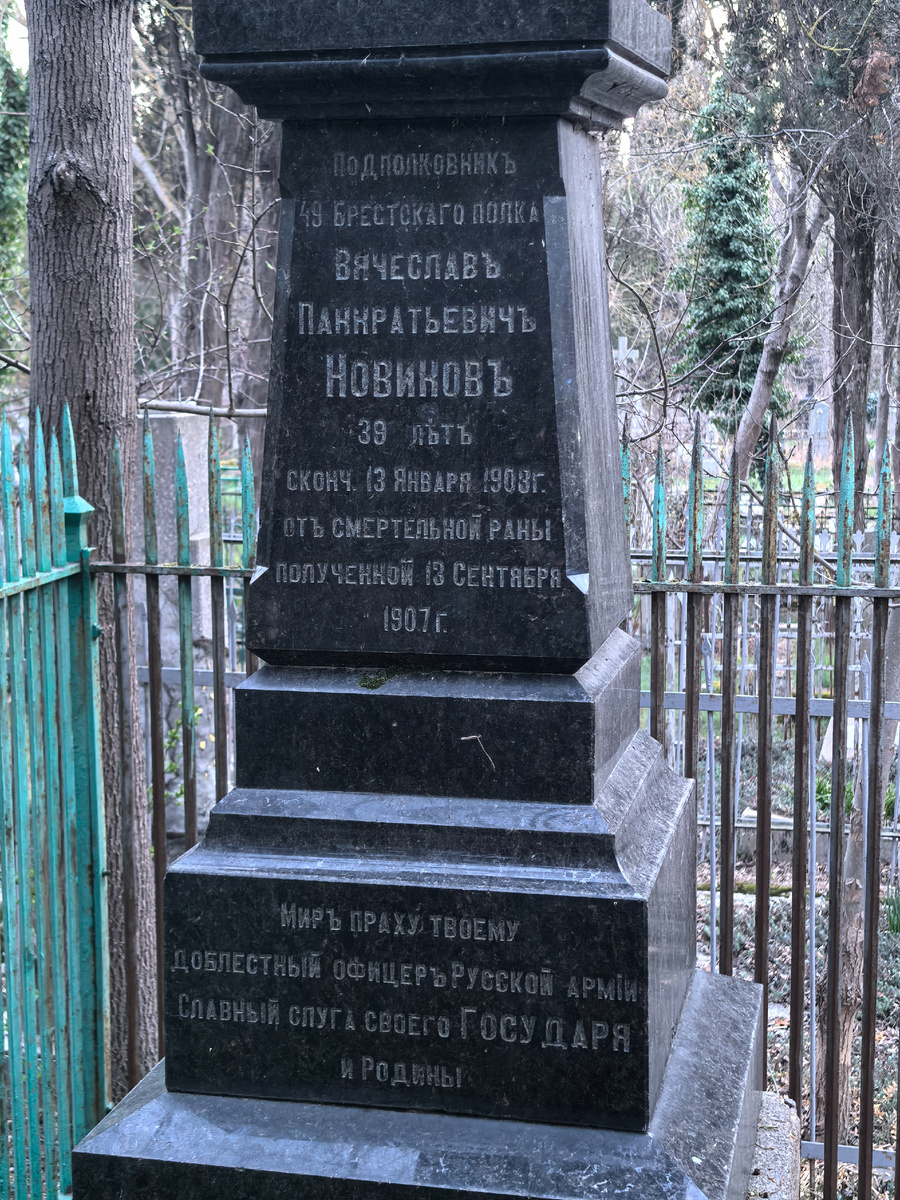 Подполковникъ
49 Брестскаго полка
Вячеславъ
Панкратьевичъ
Новиковъ
39 лѣтъ
сконч. 13 Января 1908г.
отъ смертельной раны
полученной 13 Сентября
1907г.
Миръ праху твоему
доблестный офицеръ Русской арміи
Славный слуга своего ГОСУДАРЯ
и Родины